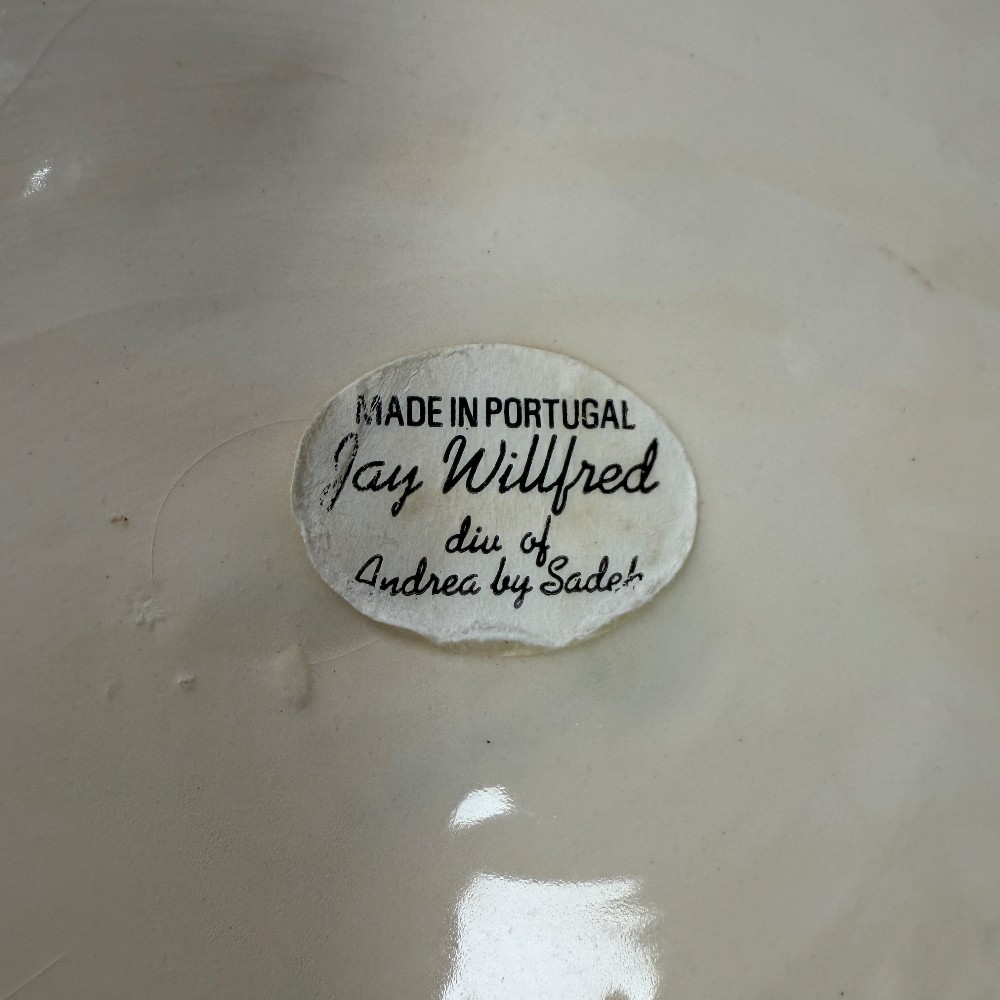 MADE IN PORTUGAL
Jay Willfred
div of
Andrea by Sadek